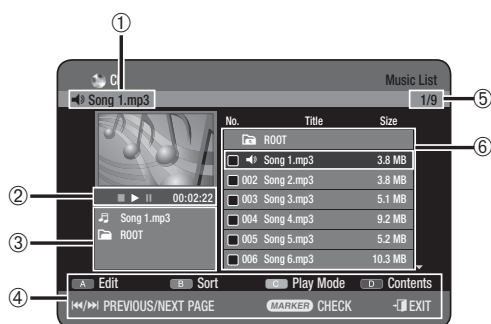 ①
C
Music List
Song 1.mp3
1/9
⑤
No. Title Size
ROOT
⑥
Song 1.mp3 3.8 MB
②
00:02:22
002 Song 2.mp3 3.8 MB
003 Song 3.mp3 5.1 MB
③
Song 1.mp3
ROOT
004 Song 4.mp3 9.2 MB
005 Song 5.mp3 5.2 MB
006 Song 6.mp3 10.3 MB
④
A Edit B Sort C Play Mode D Contents
PREVIOUS/NEXT PAGE MARKER CHECK EXIT